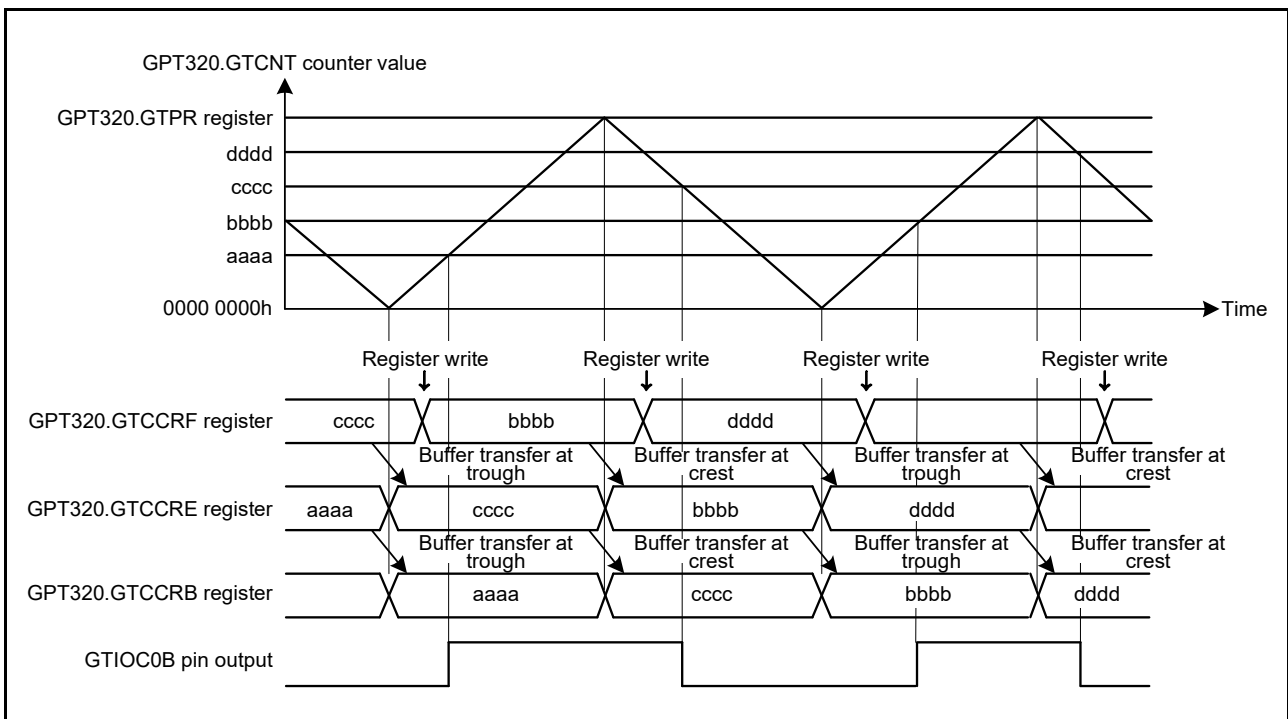 GPT320.GTCNT counter value
GPT320.GTPR register
dddd
cccc
bbbb
aaaa
0000 0000h
Time
Register write
Register write
Register write
Register write
GPT320.GTCCRF register
cccc
bbbb
dddd
Buffer transfer at
trough
Buffer transfer at
crest
Buffer transfer at
trough
Buffer transfer at
crest
GPT320.GTCCRE register
aaaa
cccc
bbbb
dddd
Buffer transfer at
trough
Buffer transfer at
crest
Buffer transfer at
trough
Buffer transfer at
crest
GPT320.GTCCRB register
aaaa
cccc
bbbb
dddd
GTIOC0B pin output